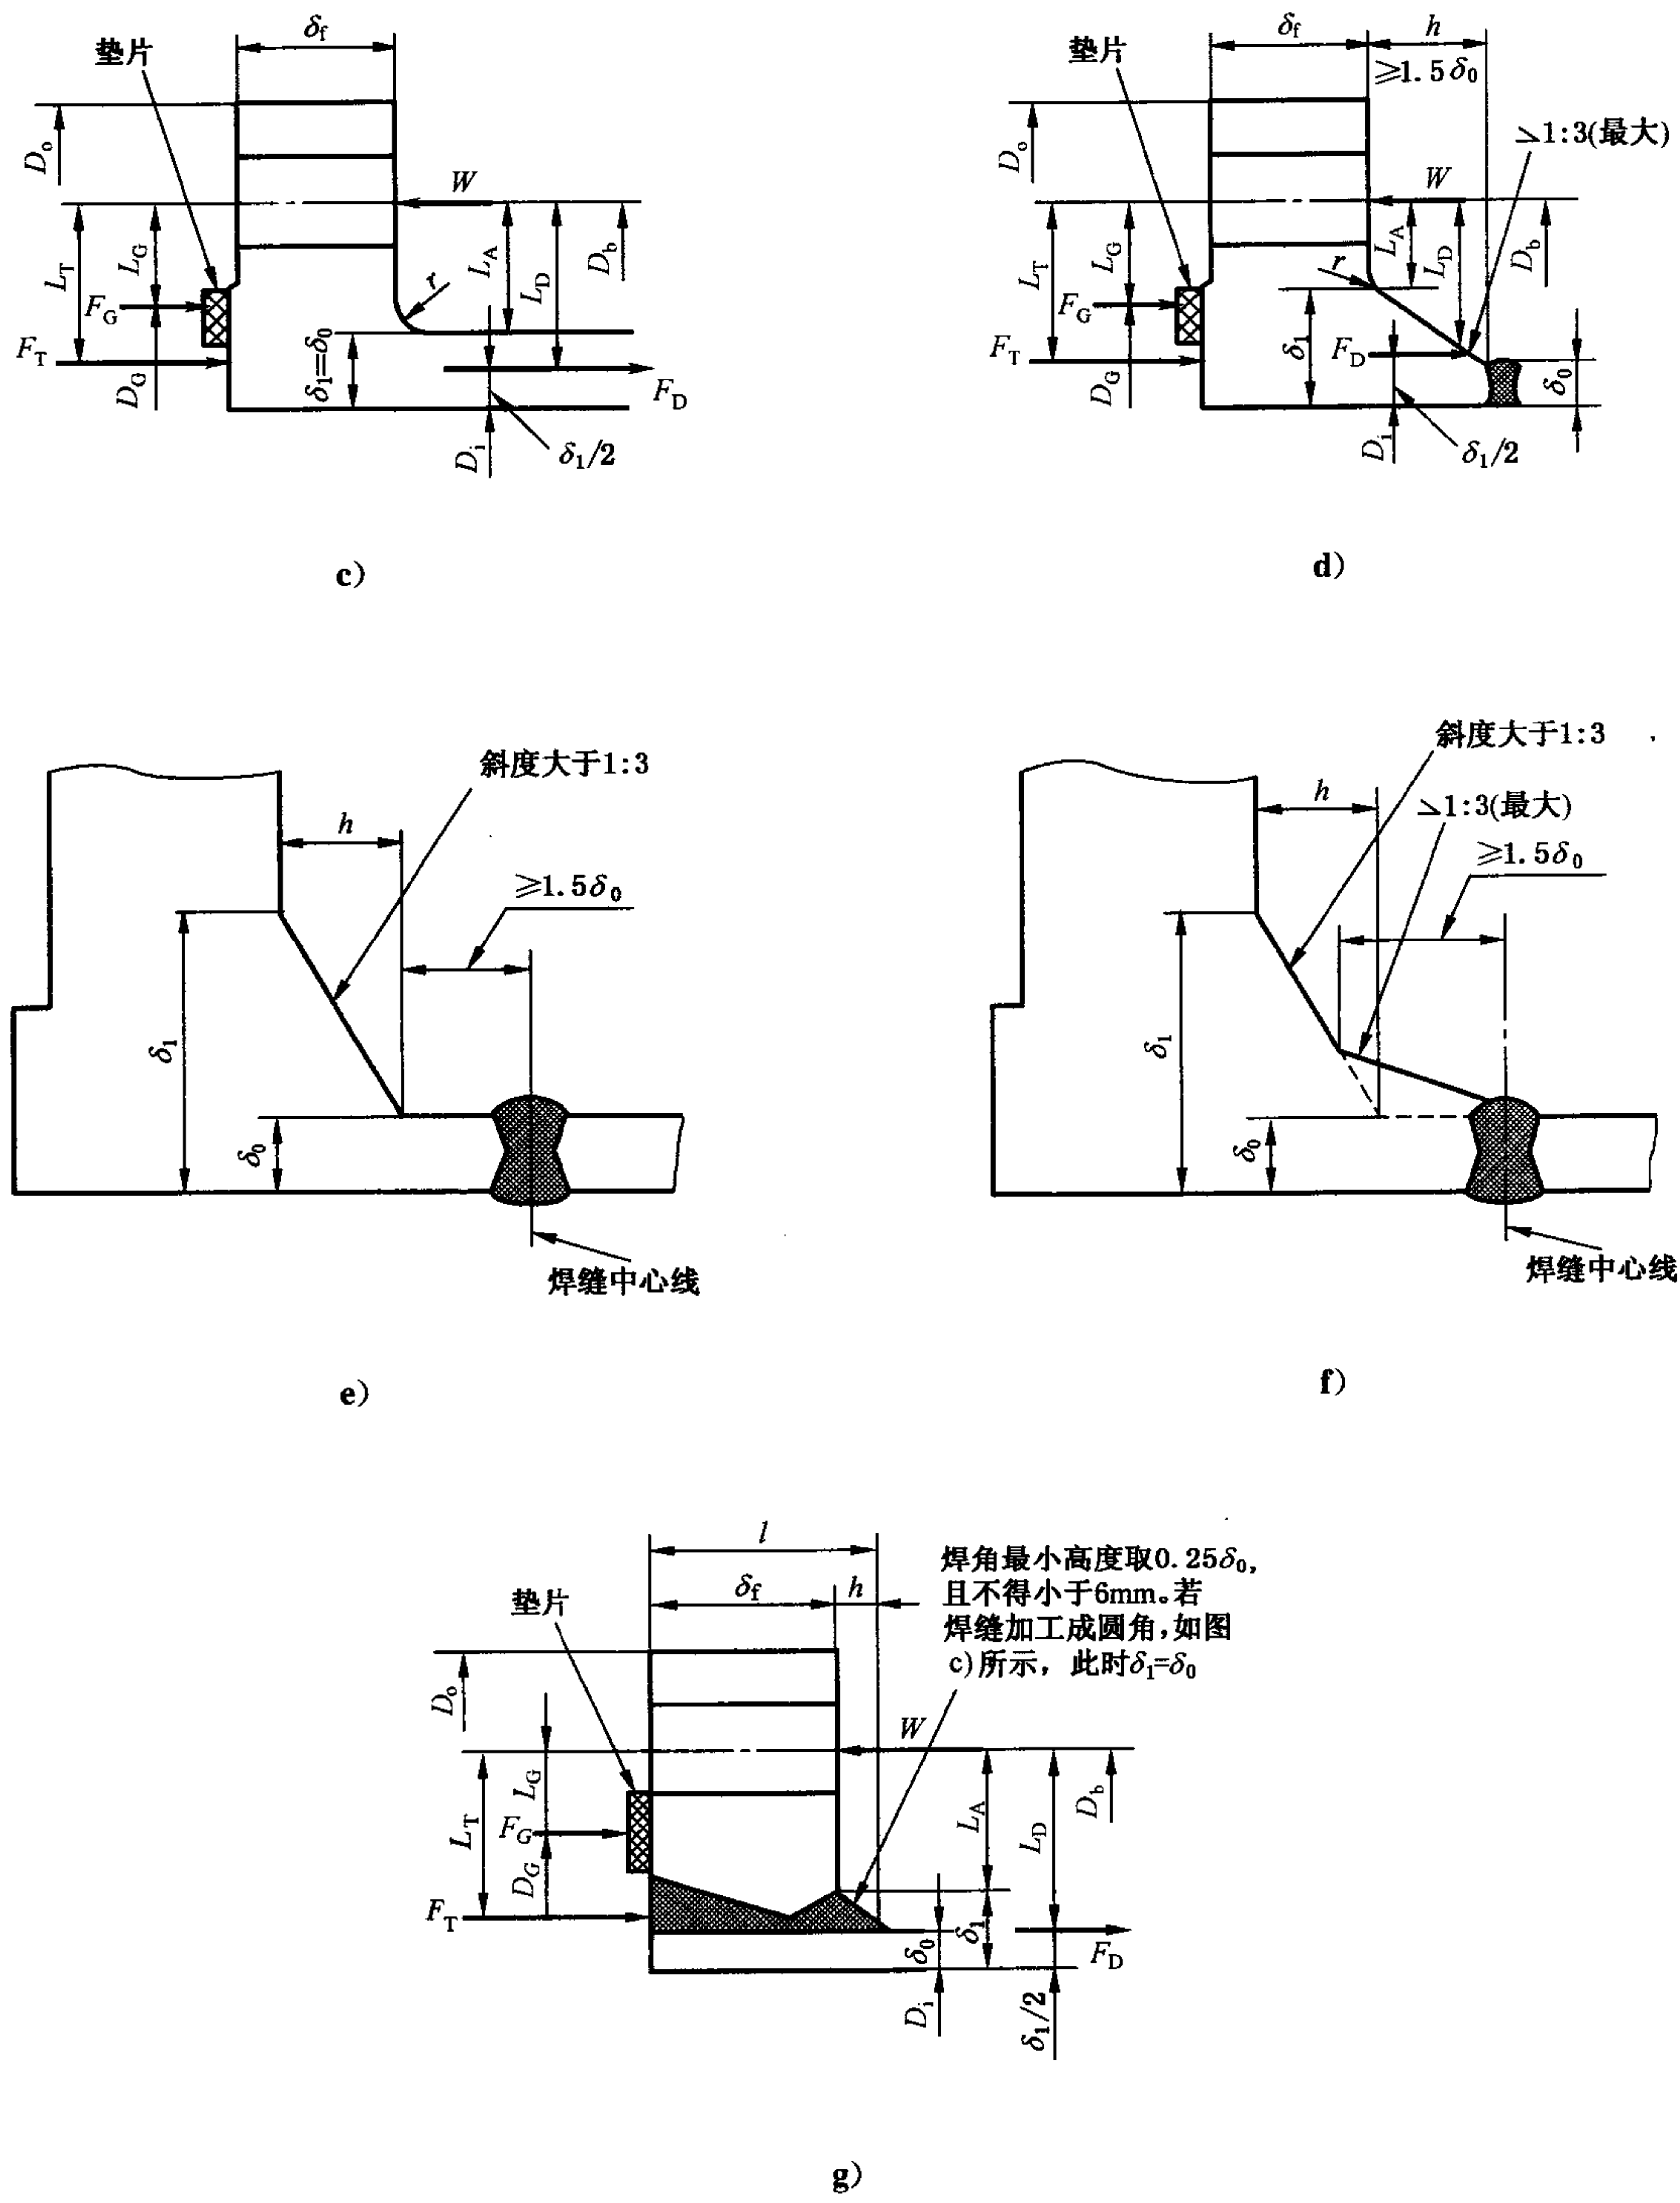 δf
垫片
Do
W
LT
LG
LA
LD
Db
r
FG
FT
DG
δ1=δ0
FD
Di
δ1/2
c)
δf
h
≥1.5δ0
垫片
≯1:3(最大)
Do
W
LT
LG
LA
LD
Db
r
FG
FT
DG
δ1
FD
δ0
Di
δ1/2
d)
斜度大于1:3
h
≥1.5δ0
δ1
δ0
焊缝中心线
e)
斜度大于1:3
h
≯1:3(最大)
≥1.5δ0
δ1
δ0
焊缝中心线
f)
l
δf
h
垫片
焊角最小高度取0.25δ0,
且不得小于6mm。若
焊缝加工成圆角,如图
c)所示,此时δ1=δ0
Do
W
LT
LG
LA
LD
Db
FG
DG
FT
δ0
δ1
FD
Di
δ1/2
g)